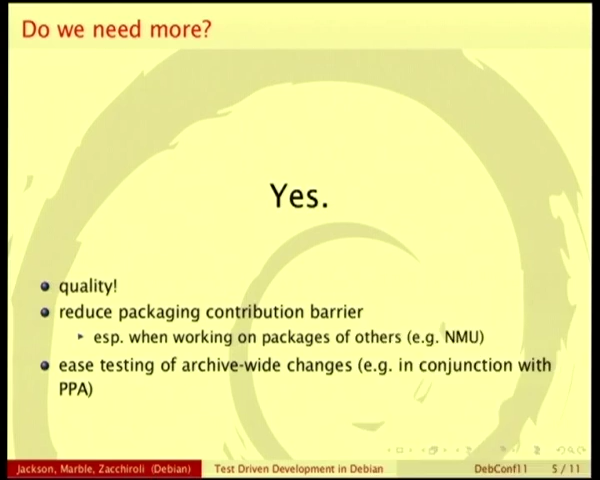 Do we need more?
Yes.
quality!
reduce packaging contribution barrier
esp. when working on packages of others (e.g. NMU)
ease testing of archive-wide changes (e.g. in conjunction with
PPA)
Jackson, Marble, Zacchiroli (Debian) Test Driven Development in Debian DebConf11 5 / 11